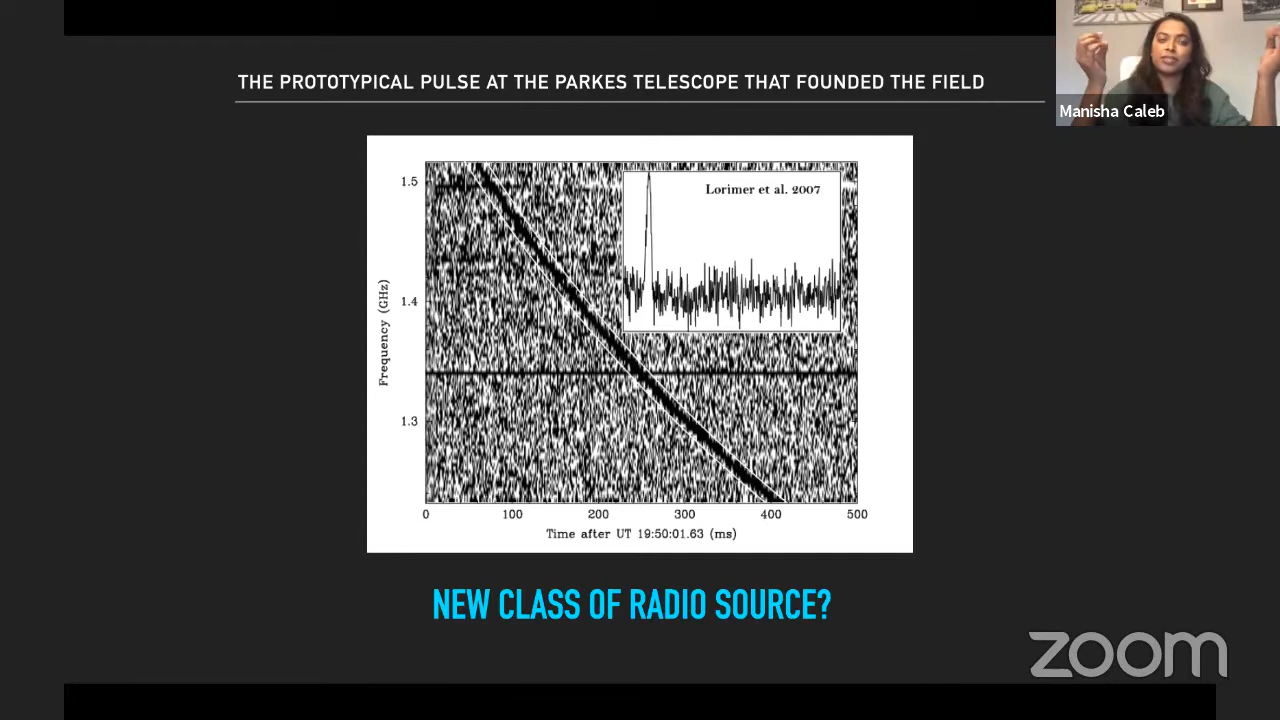 THE PROTOTYPICAL PULSE AT THE PARKES TELESCOPE THAT FOUNDED THE FIELD
Manisha Caleb
Lorimer et al. 2007
1.5
1.4
1.3
Frequency (GHz)
0 100 200 300 400 500
Time after UT 19:50:01.63 (ms)
NEW CLASS OF RADIO SOURCE?
zoom